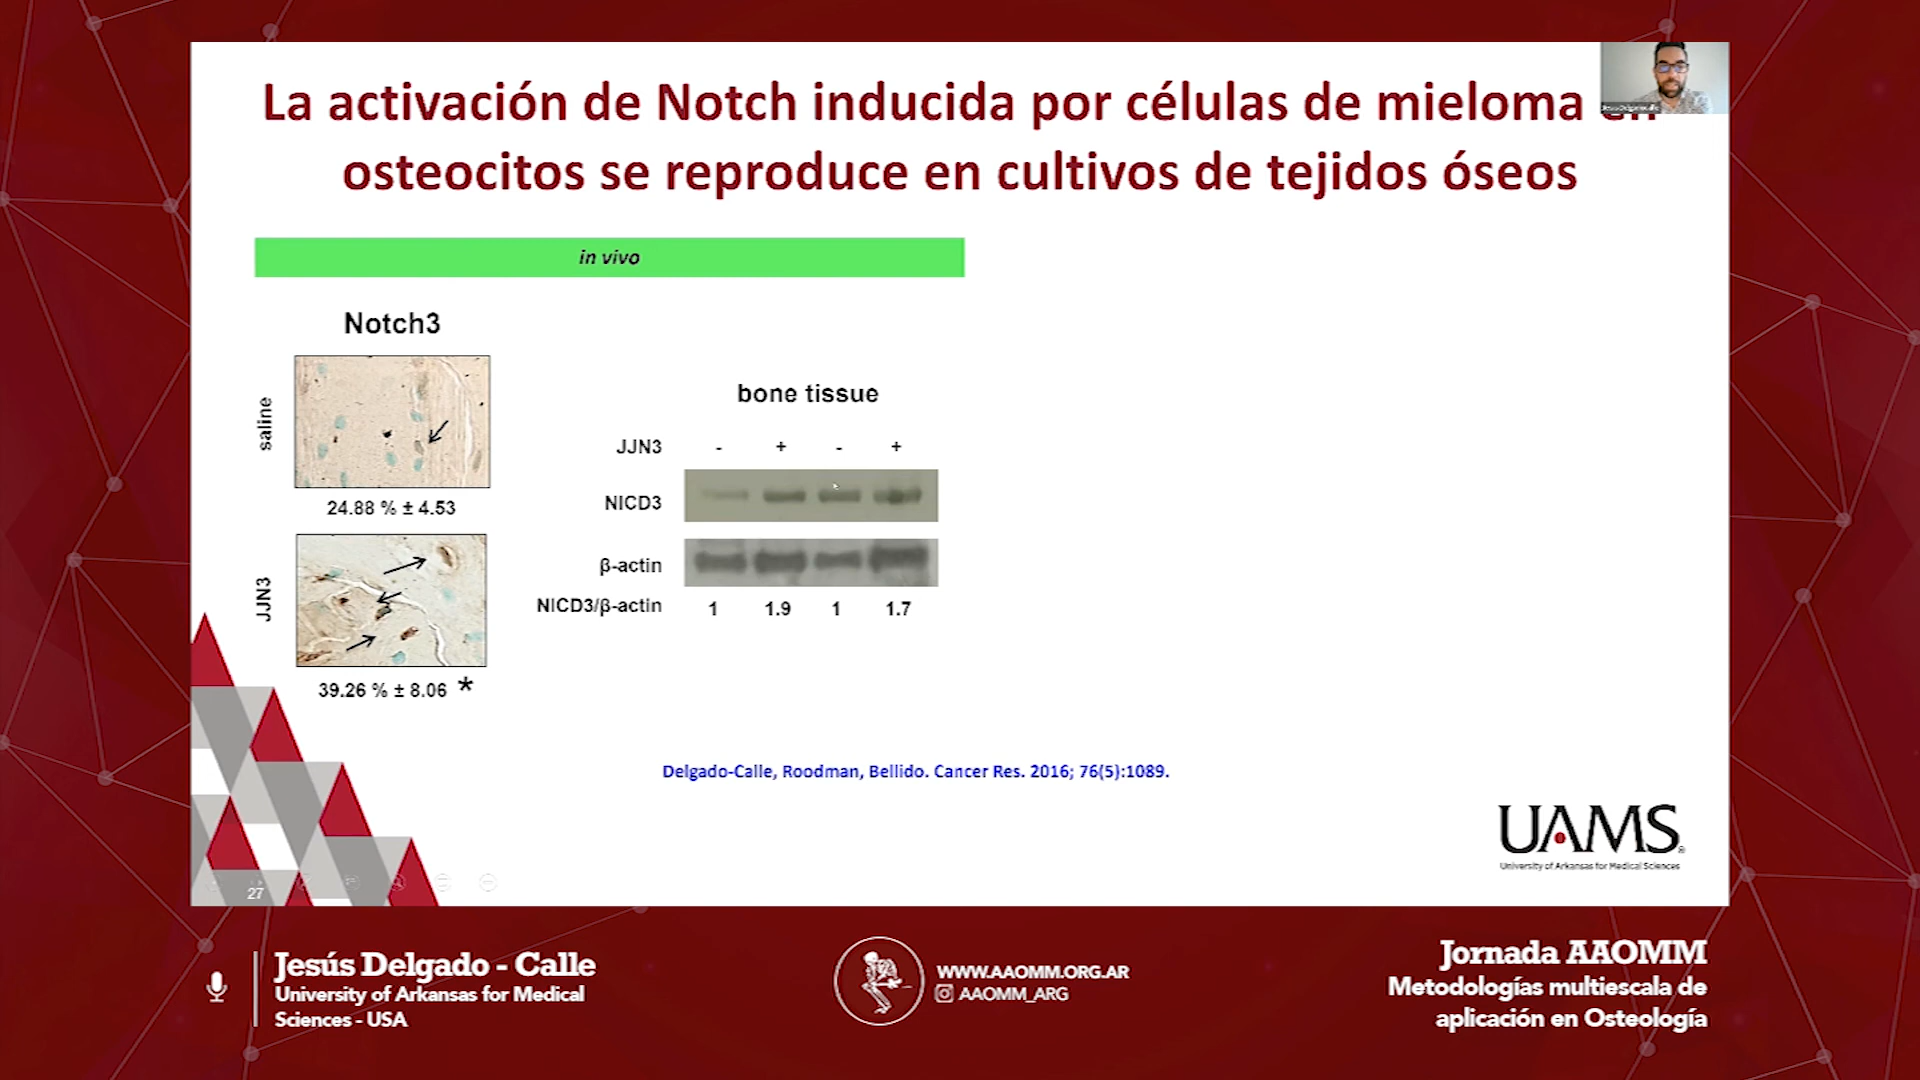 La activación de Notch inducida por células de mieloma en
osteocitos se reproduce en cultivos de tejidos óseos
in vivo
Notch3
saline
24.88 % ± 4.53
JJN3
39.26 % ± 8.06 *
bone tissue
JJN3 - + - +
NICD3
β-actin
NICD3/β-actin 1 1.9 1 1.7
Delgado-Calle, Roodman, Bellido. Cancer Res. 2016; 76(5):1089.
UAMS
University of Arkansas for Medical Sciences
27
Jesús Delgado - Calle
University of Arkansas for Medical
Sciences - USA
WWW.AAOMM.ORG.AR
AAOMM_ARG
Jornada AAOMM
Metodologías multiescala de
aplicación en Osteología